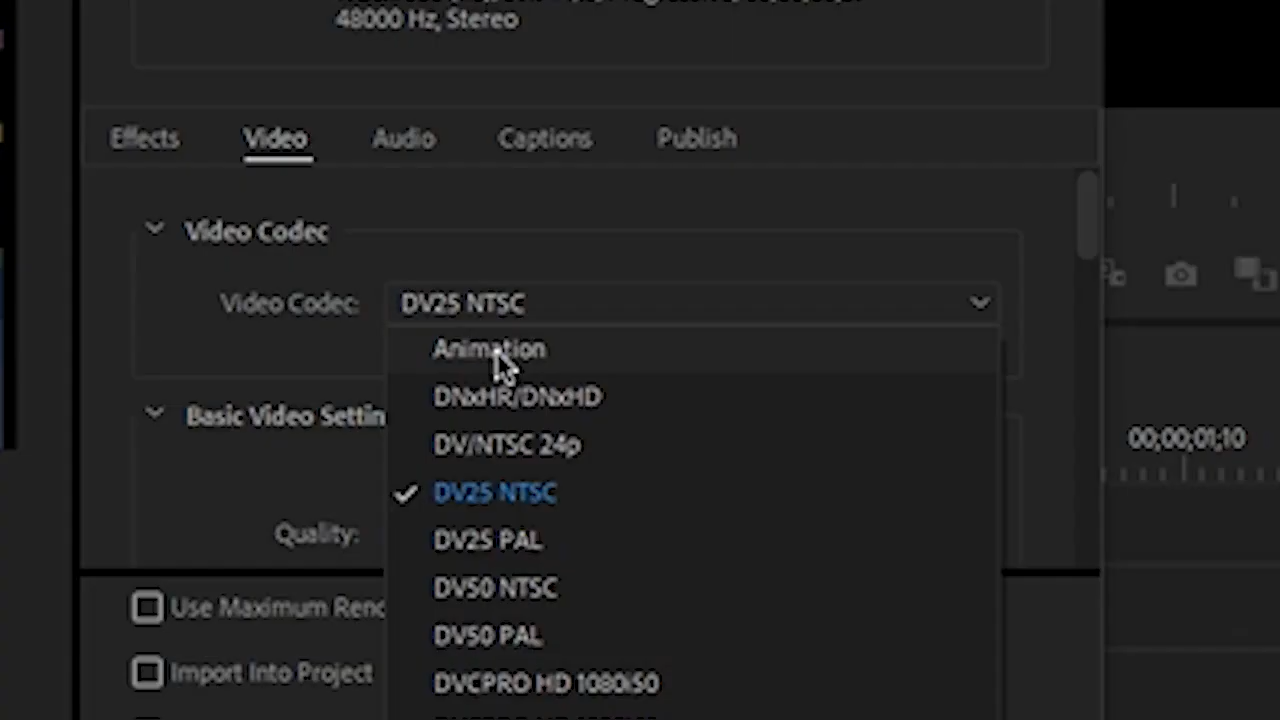 48000 Hz, Stereo
Effects Video Audio Captions Publish
Video Codec
Video Codec: DV25 NTSC
Animation
DNxHR/DNxHD
Basic Video Settin
DV/NTSC 24p
00;00;01;10
DV25 NTSC
Quality:
DV25 PAL
DV50 NTSC
Use Maximum Rend
DV50 PAL
Import Into Project
DVCPRO HD 1080i50